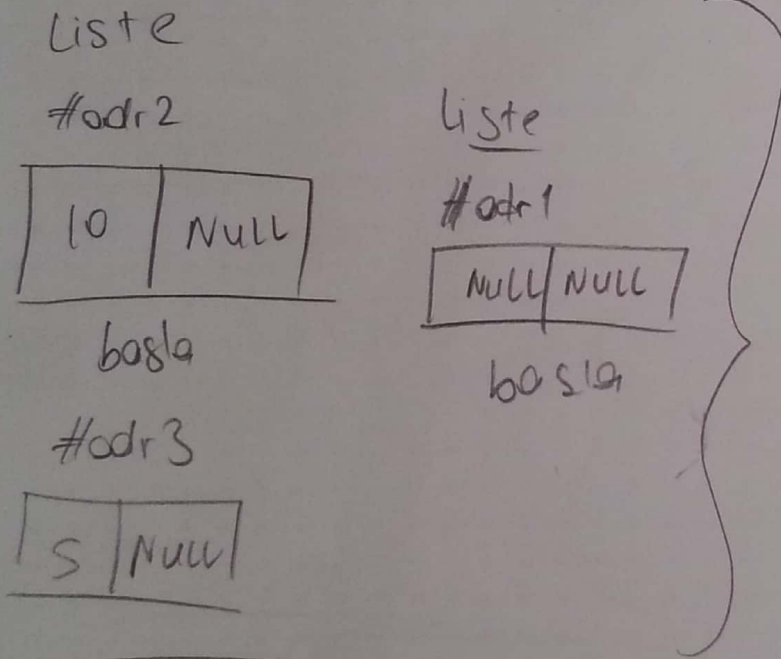 Liste
#adr2
10 NULL
basla
#adr3
5 NULL
Liste
#adr1
NULL NULL
basla